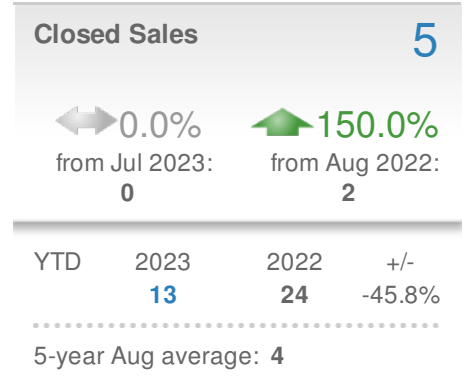 Closed Sales 5
0.0% 150.0%
from Jul 2023: from Aug 2022:
0 2
YTD 2023 2022 +/-
13 24 -45.8%
5-year Aug average: 4